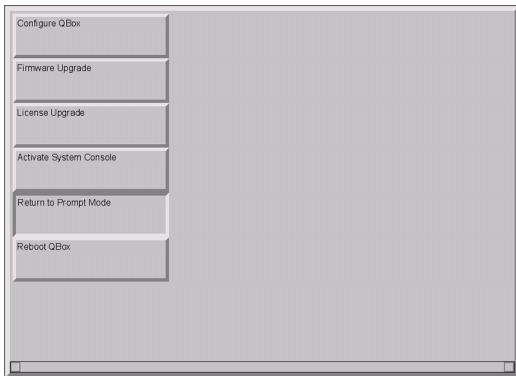 Configure QBox
Firmware Upgrade
License Upgrade
Activate System Console
Return to Prompt Mode
Reboot QBox